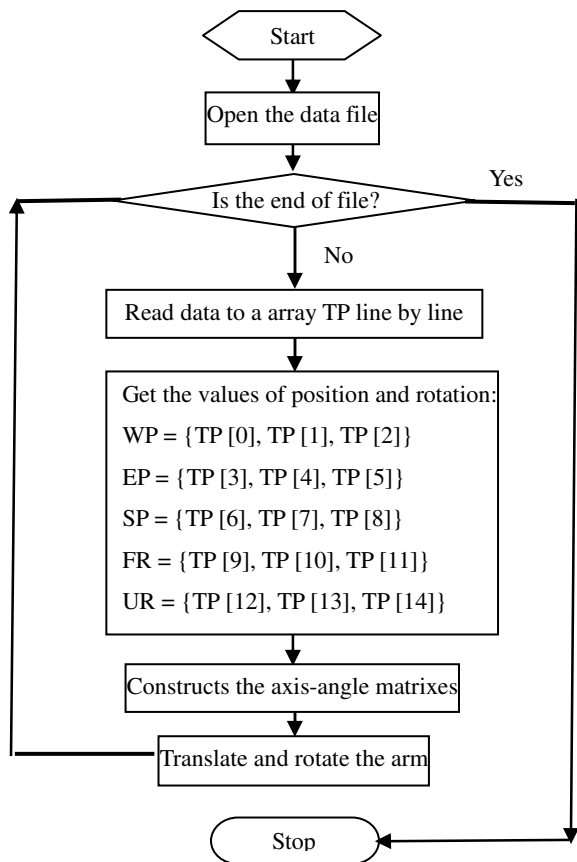 Start
Open the data file
Is the end of file?
Yes
No
Read data to a array TP line by line
Get the values of position and rotation:
WP = {TP [0], TP [1], TP [2]}
EP = {TP [3], TP [4], TP [5]}
SP = {TP [6], TP [7], TP [8]}
FR = {TP [9], TP [10], TP [11]}
UR = {TP [12], TP [13], TP [14]}
Constructs the axis-angle matrixes
Translate and rotate the arm
Stop